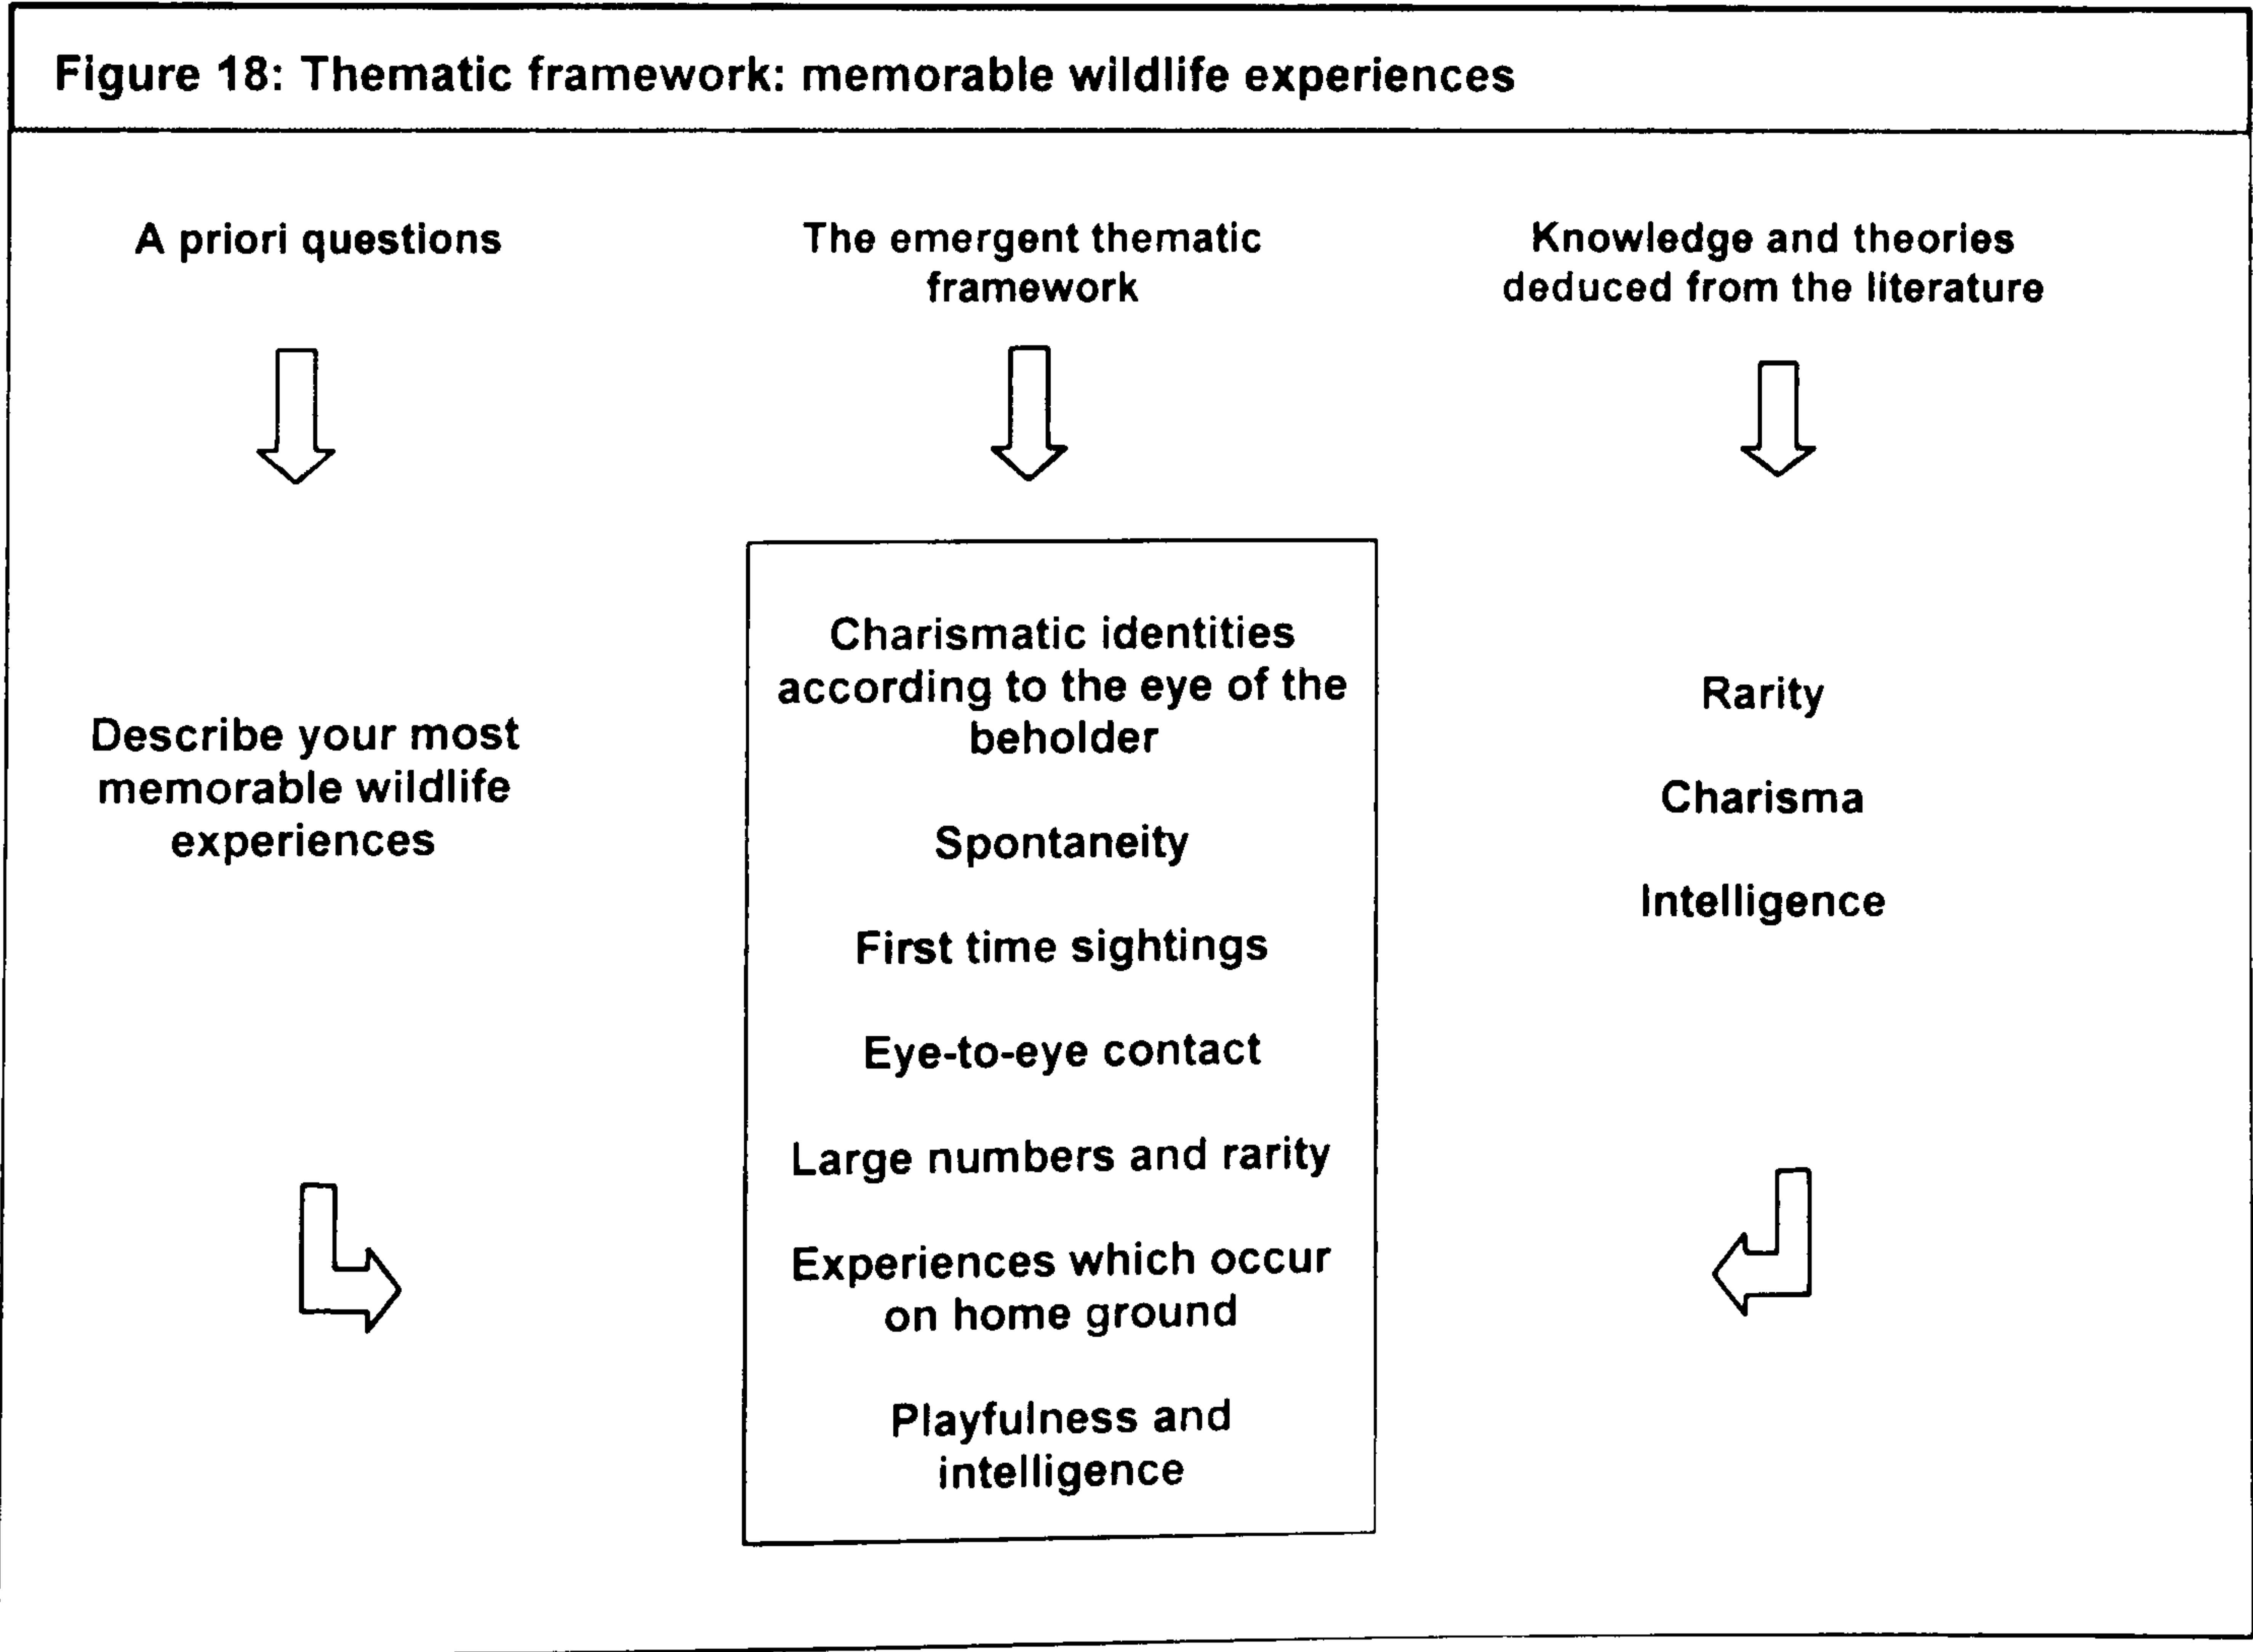 Figure 18: Thematic framework: memorable wildlife experiences
A priori questions
Describe your most
memorable wildlife
experiences
The emergent thematic
framework
Charismatic identities
according to the eye of the
beholder
Spontaneity
First time sightings
Eye-to-eye contact
Large numbers and rarity
Experiences which occur
on home ground
Playfulness and
intelligence
Knowledge and theories
deduced from the literature
Rarity
Charisma
Intelligence